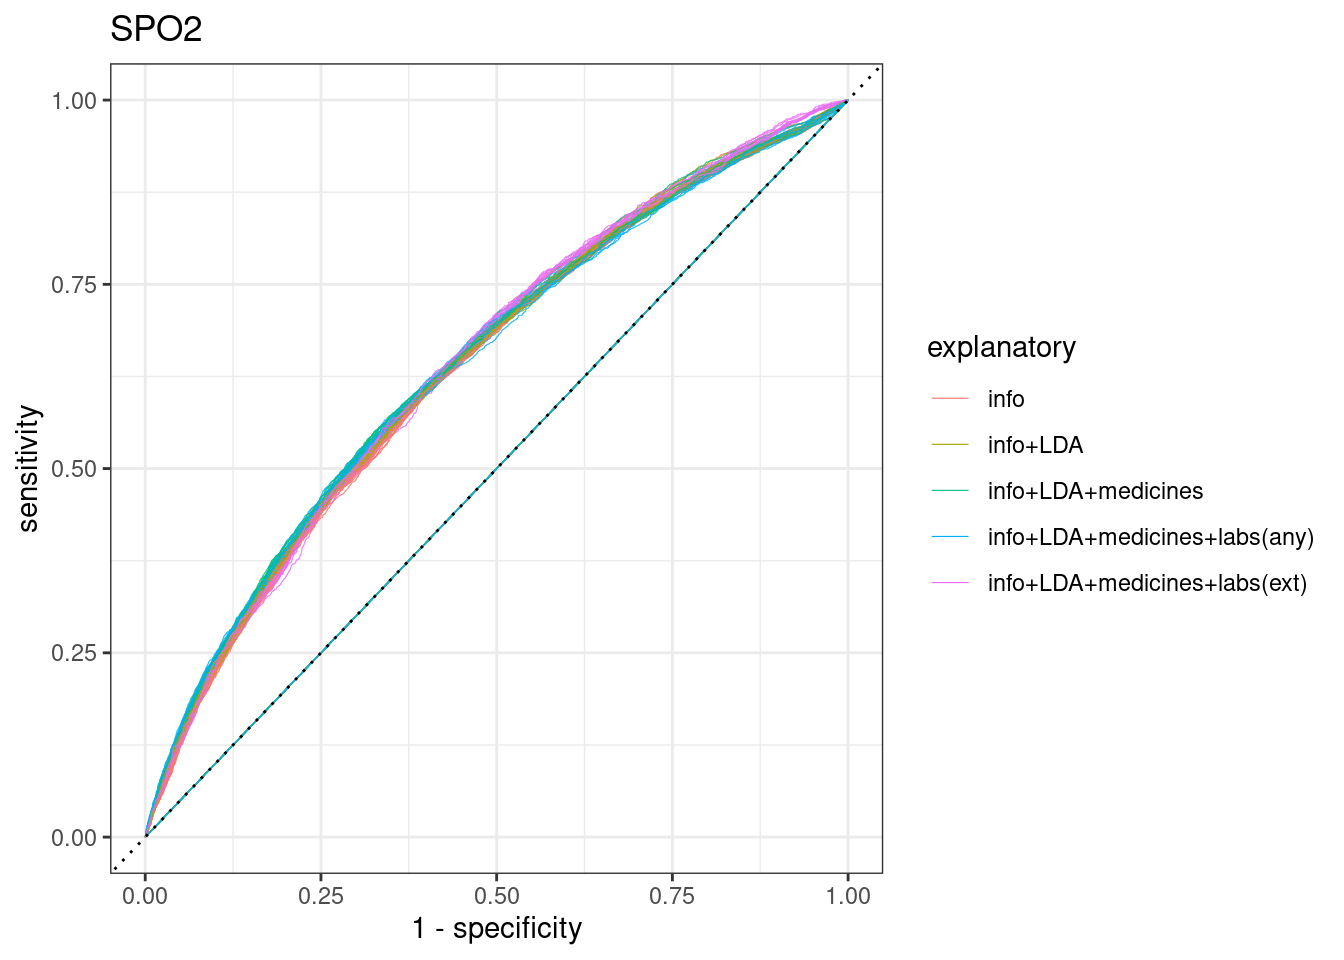 SPO2
1.00
0.75
0.50
0.25
0.00
sensitivity
0.00 0.25 0.50 0.75 1.00
1 - specificity
explanatory
info
info+LDA
info+LDA+medicines
info+LDA+medicines+labs(any)
info+LDA+medicines+labs(ext)